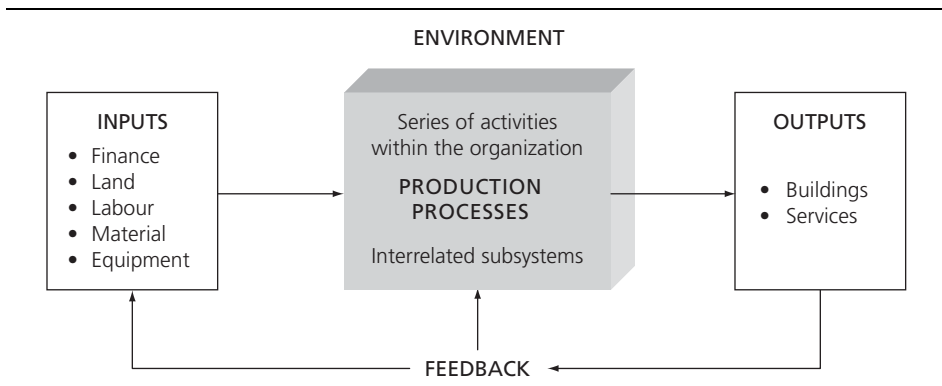 ENVIRONMENT
INPUTS
• Finance
• Land
• Labour
• Material
• Equipment
Series of activities
within the organization
PRODUCTION
PROCESSES
Interrelated subsystems
OUTPUTS
• Buildings
• Services
FEEDBACK